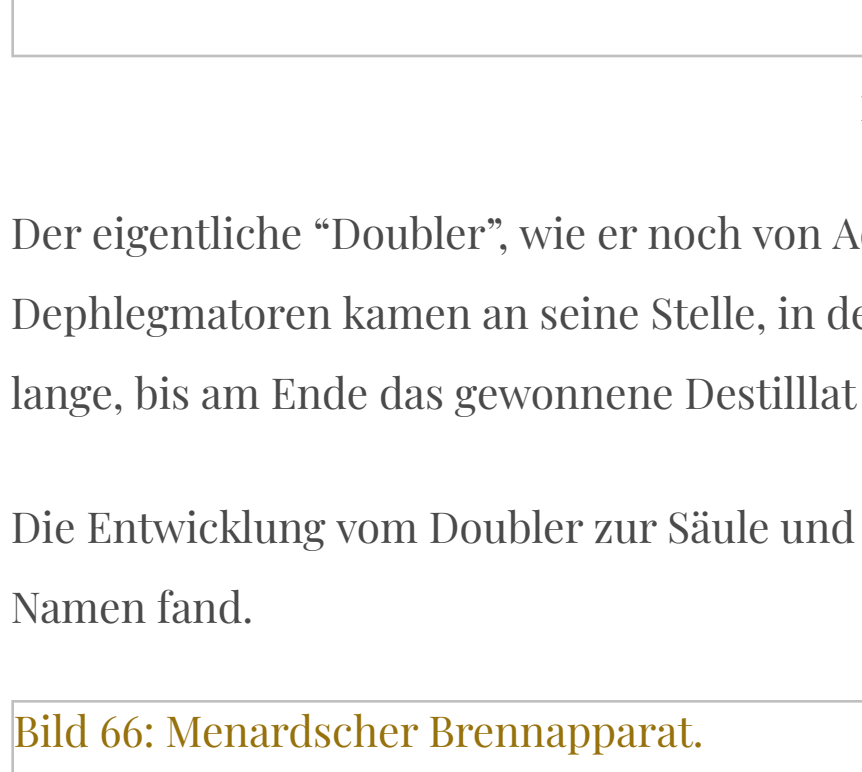 Der eigentliche “Doubler”, wie er noch von
Dephlegmatoren kamen an seine Stelle, in
lange, bis am Ende das gewonnene Destilllat
Die Entwicklung vom Doubler zur Säule und
Namen fand.
Bild 66: Menardscher Brennapparat.